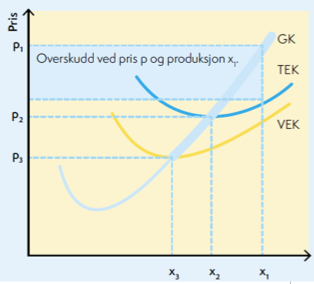 Pris
P₁
GK
Overskudd ved pris p og produksjon x₁.
TEK
P₂
VEK
P₃
x₃ x₂ x₁